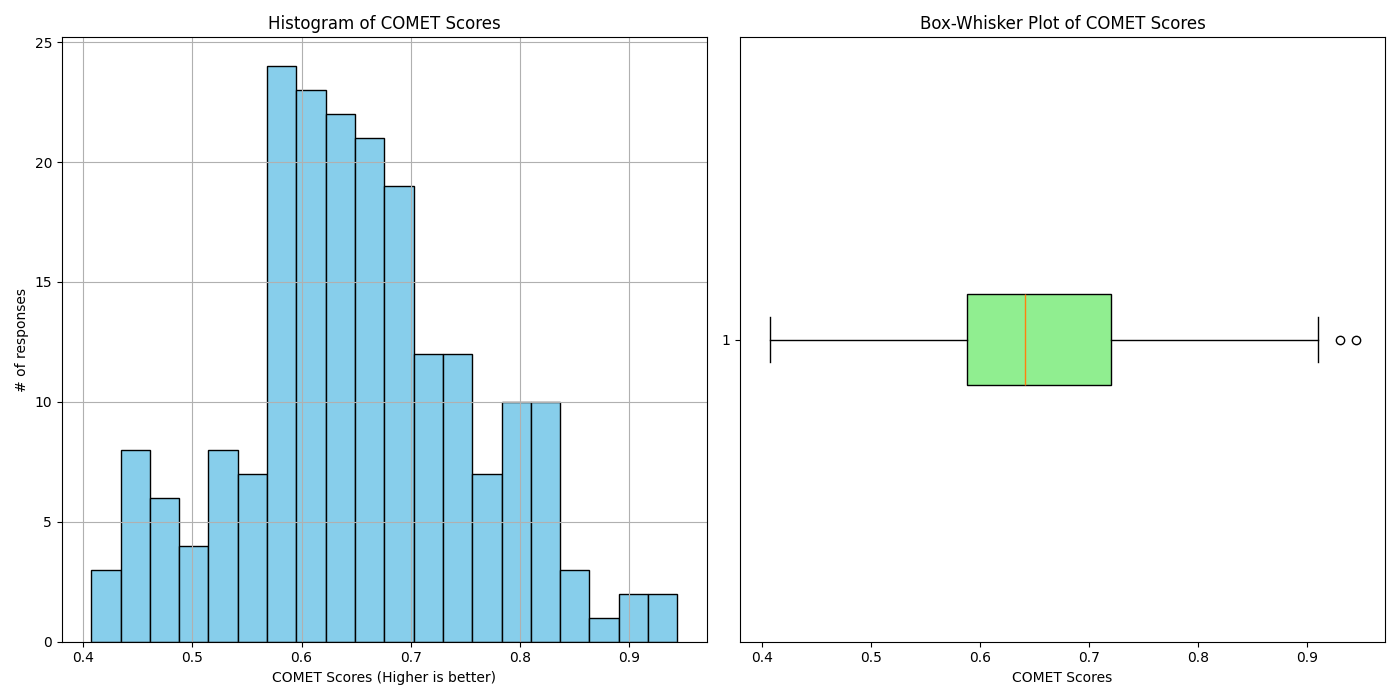 Histogram of COMET Scores
25
20
15
10
5
0
# of responses
0.4 0.5 0.6 0.7 0.8 0.9
COMET Scores (Higher is better)
Box-Whisker Plot of COMET Scores
1
0.4 0.5 0.6 0.7 0.8 0.9
COMET Scores